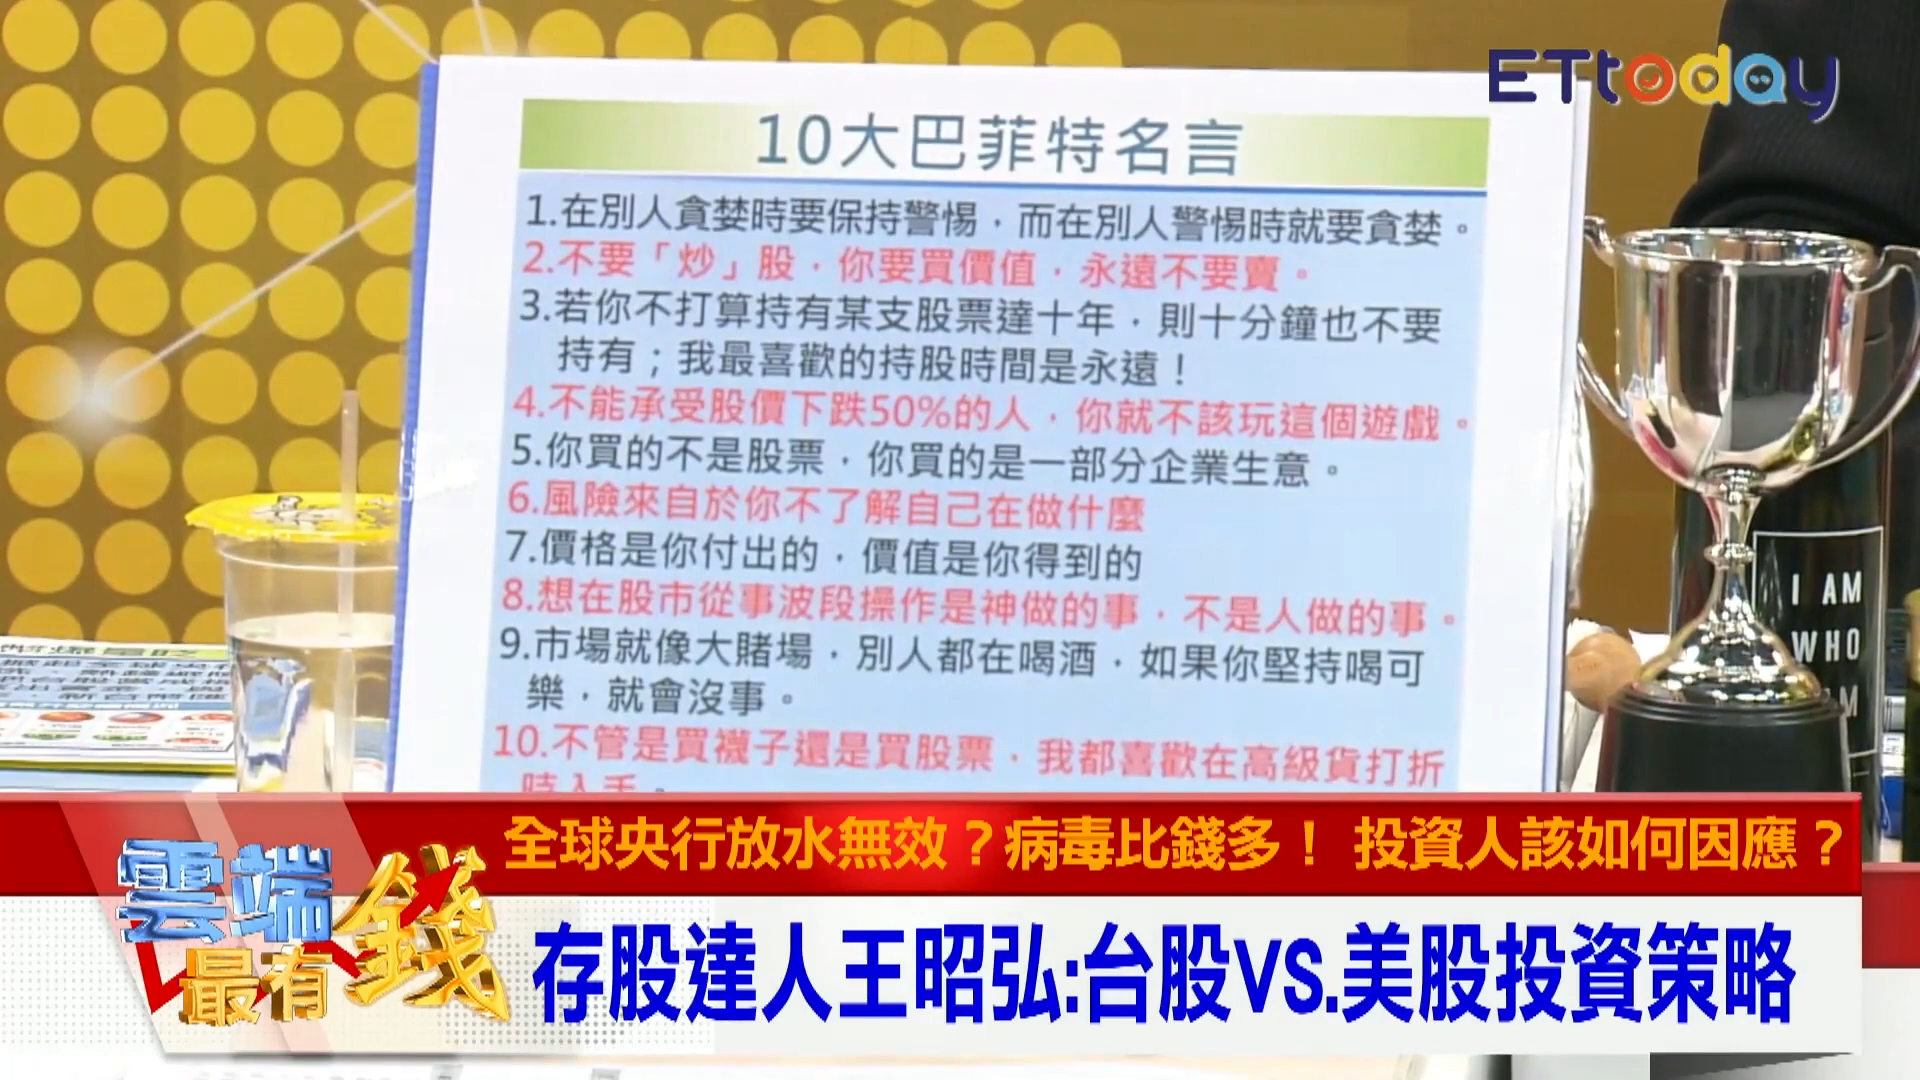 ETtoday
10大巴菲特名言
1.在別人貪婪時要保持警惕，而在別人警惕時就要貪婪。
2.不要「炒」股，你要買價值，永遠不要賣。
3.若你不打算持有某支股票達十年，則十分鐘也不要
持有；我最喜歡的持股時間是永遠！
4.不能承受股價下跌50%的人，你就不該玩這個遊戲。
5.你買的不是股票，你買的是一部分企業生意。
6.風險來自於你不了解自己在做什麼
7.價格是你付出的，價值是你得到的
8.想在股市從事波段操作是神做的事，不是人做的事。
9.市場就像大賭場，別人都在喝酒，如果你堅持喝可
樂，就會沒事。
10.不管是買襪子還是買股票，我都喜歡在高級貨打折
時入手。
I AM
WHO
雲端
最有錢
全球央行放水無效？病毒比錢多！ 投資人該如何因應？
存股達人王昭弘:台股VS.美股投資策略